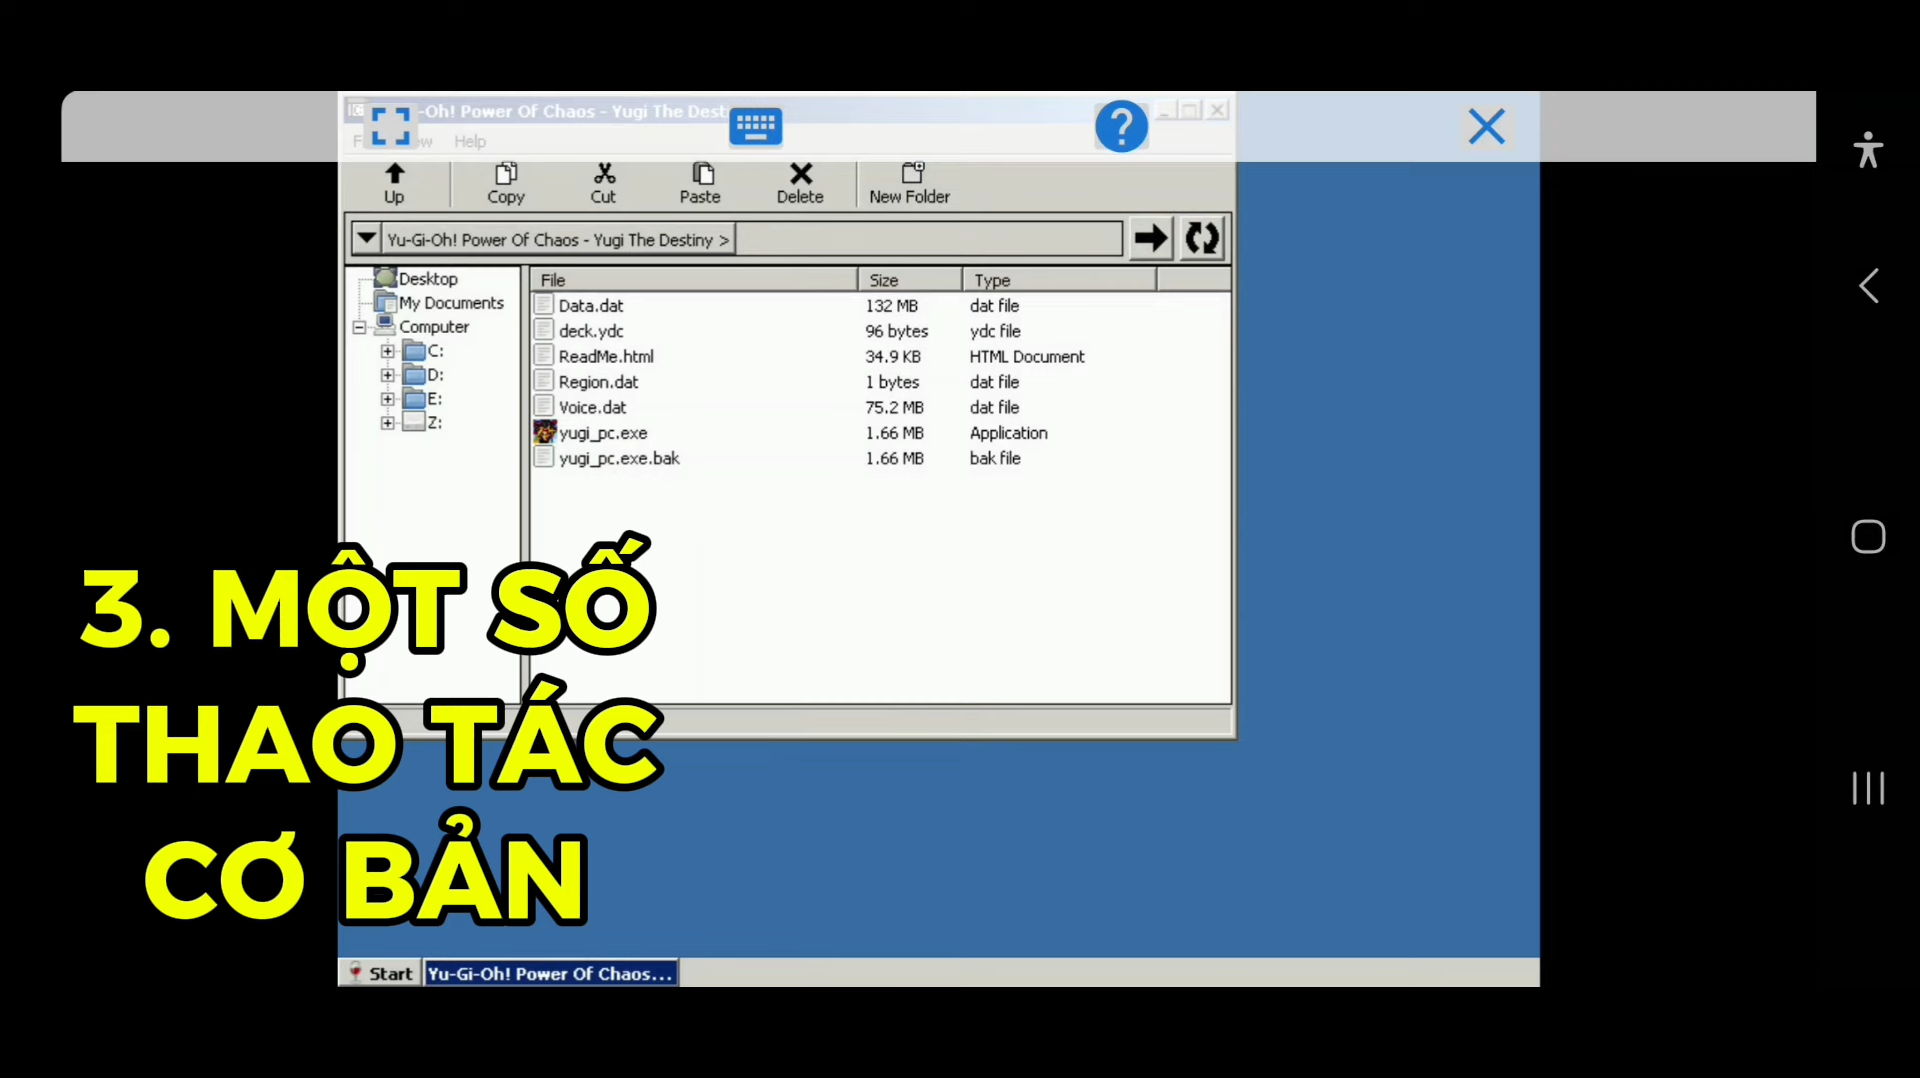 -Oh! Power Of Chaos - Yugi The Dest
Help
Up
Copy
Cut
Paste
Delete
New Folder
Yu-Gi-Oh! Power Of Chaos - Yugi The Destiny >
Desktop
My Documents
Computer
C:
D:
E:
Z:
File Size Type
Data.dat 132 MB dat file
deck.ydc 96 bytes ydc file
ReadMe.html 34.9 KB HTML Document
Region.dat 1 bytes dat file
Voice.dat 75.2 MB dat file
yugi_pc.exe 1.66 MB Application
yugi_pc.exe.bak 1.66 MB bak file
3. MỘT SỐ
THAO TÁC
CƠ BẢN
Start
Yu-Gi-Oh! Power Of Chaos...